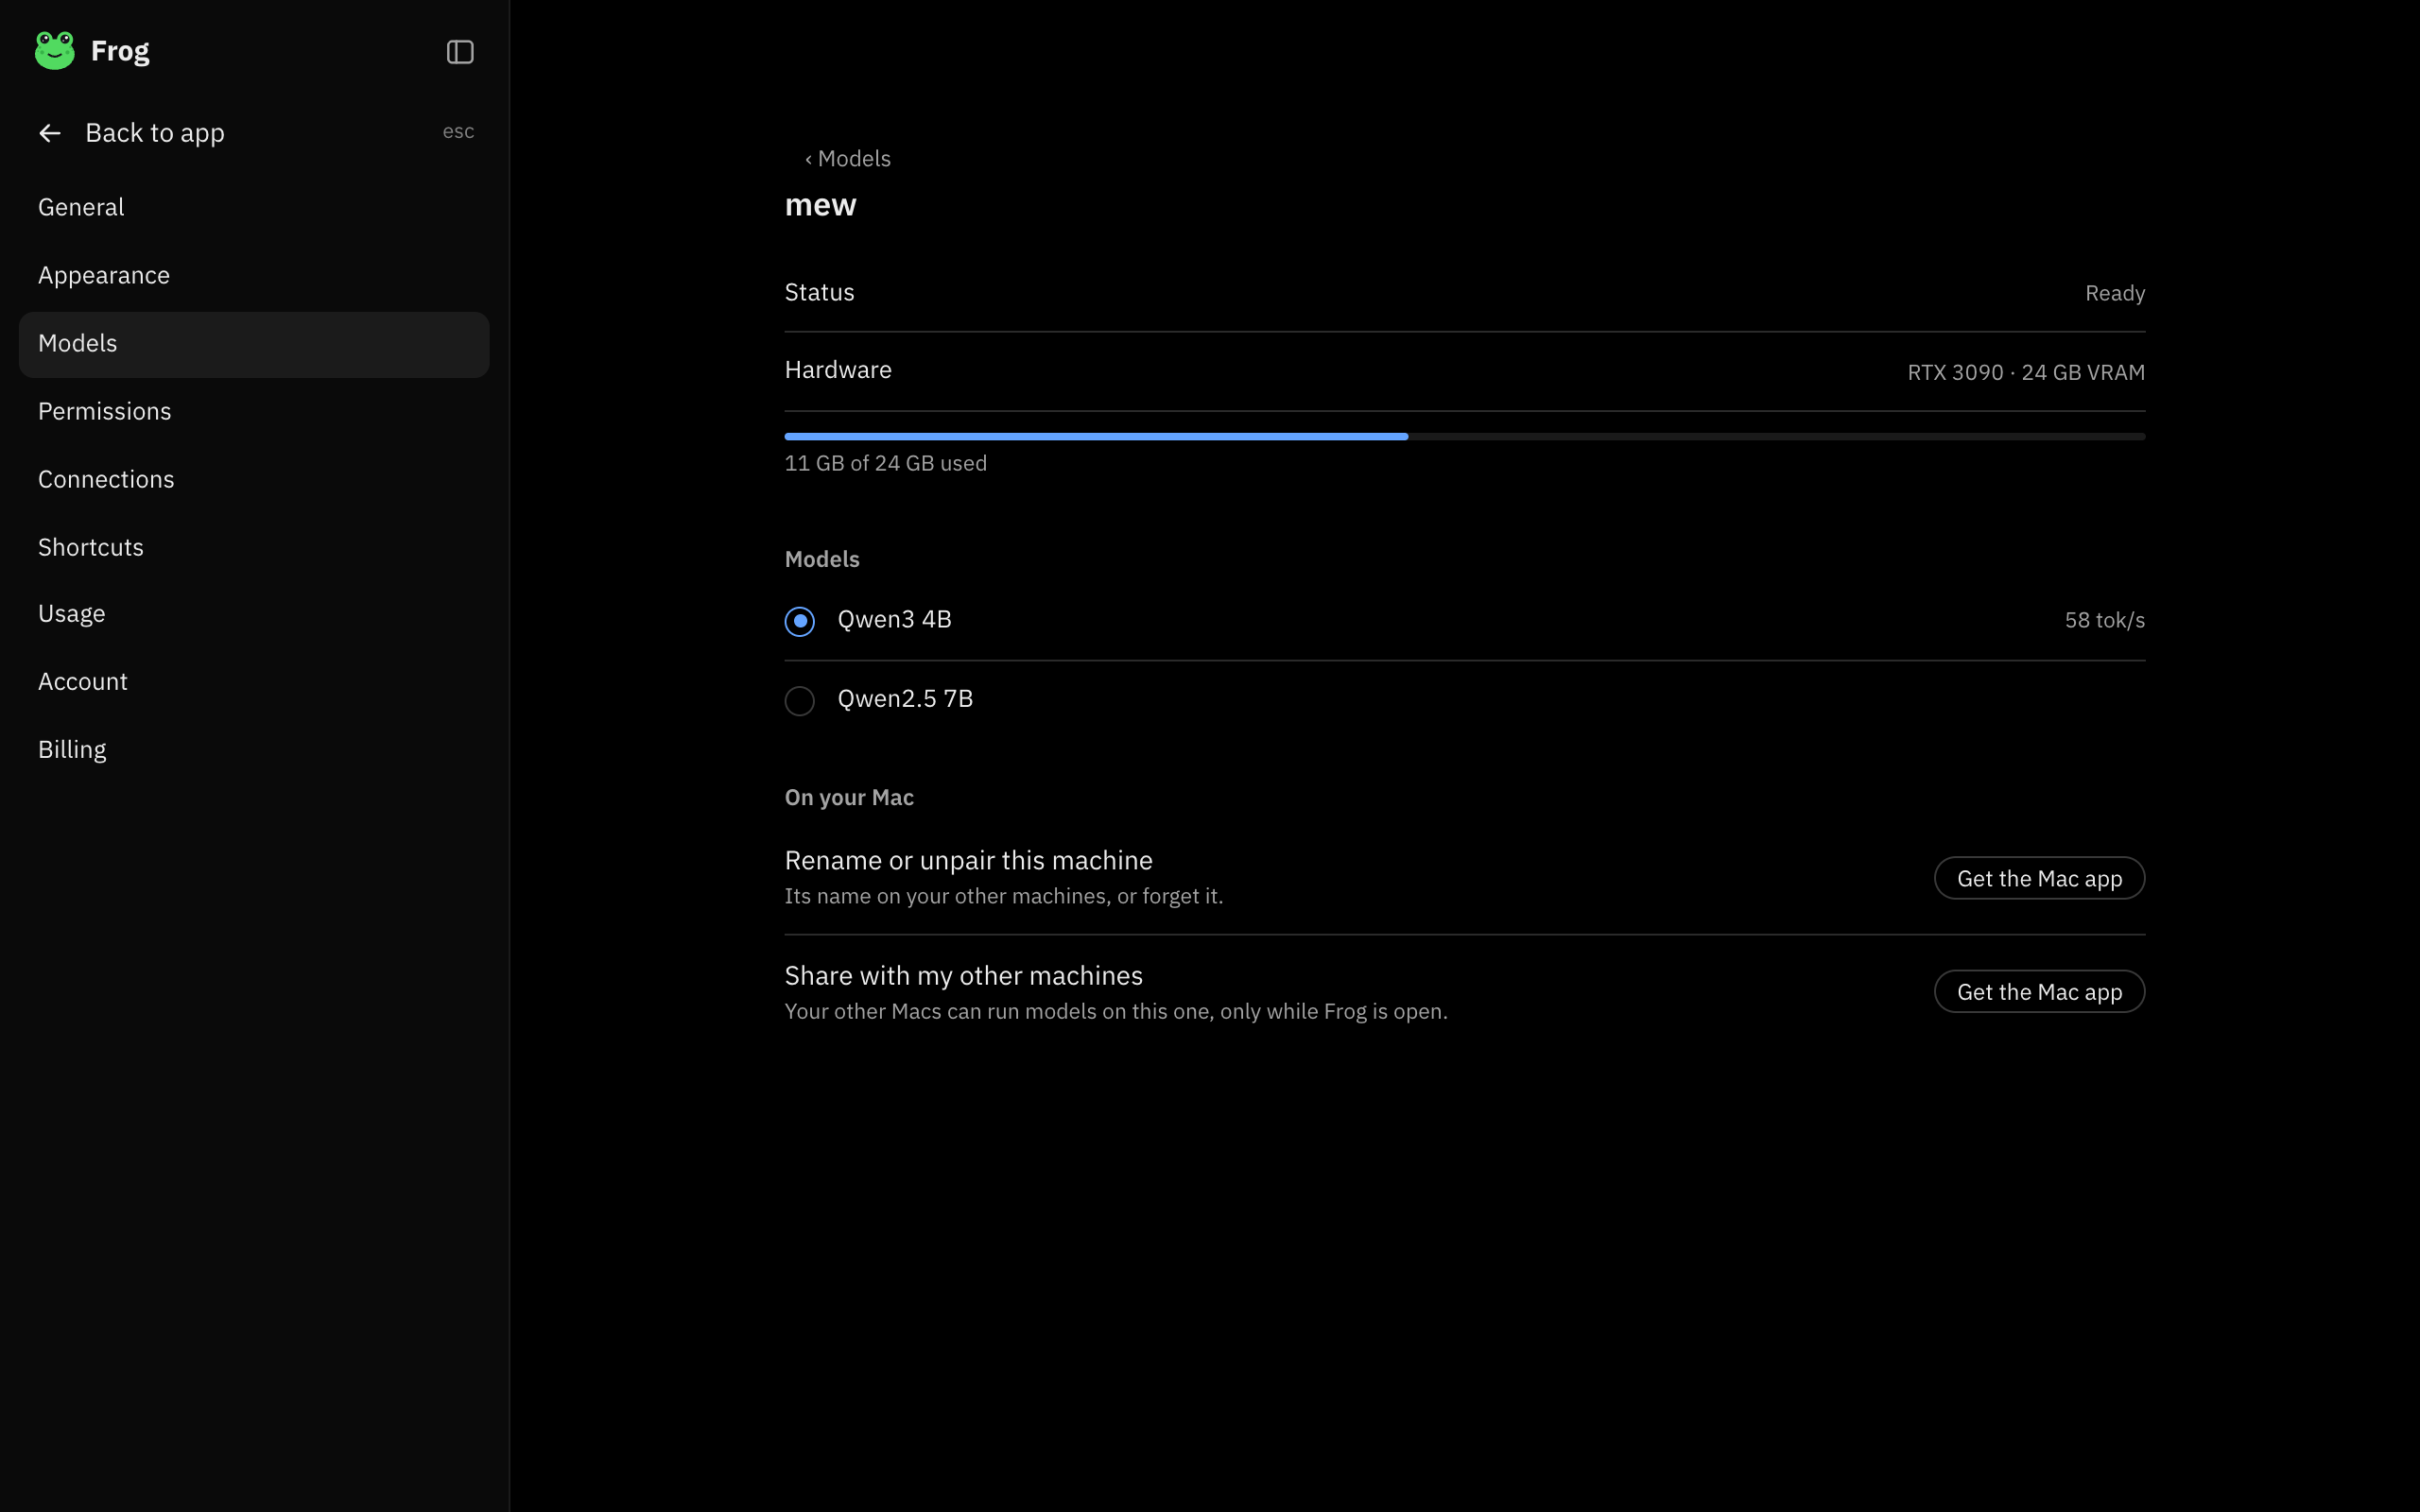 Frog
Back to app
esc
General
Appearance
Models
Permissions
Connections
Shortcuts
Usage
Account
Billing
‹ Models
mew
Status
Ready
Hardware
RTX 3090 · 24 GB VRAM
11 GB of 24 GB used
Models
Qwen3 4B
58 tok/s
Qwen2.5 7B
On your Mac
Rename or unpair this machine
Its name on your other machines, or forget it.
Get the Mac app
Share with my other machines
Your other Macs can run models on this one, only while Frog is open.
Get the Mac app